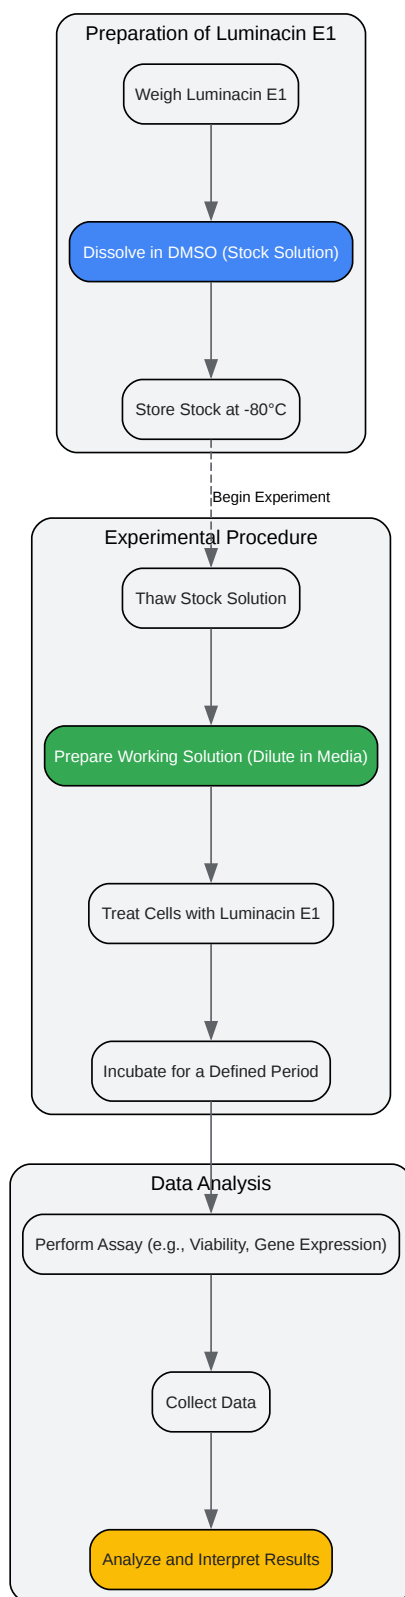 Preparation of Luminacin E1
Weigh Luminacin E1
Dissolve in DMSO (Stock Solution)
Store Stock at -80°C
Begin Experiment
Experimental Procedure
Thaw Stock Solution
Prepare Working Solution (Dilute in Media)
Treat Cells with Luminacin E1
Incubate for a Defined Period
Data Analysis
Perform Assay (e.g., Viability, Gene Expression)
Collect Data
Analyze and Interpret Results